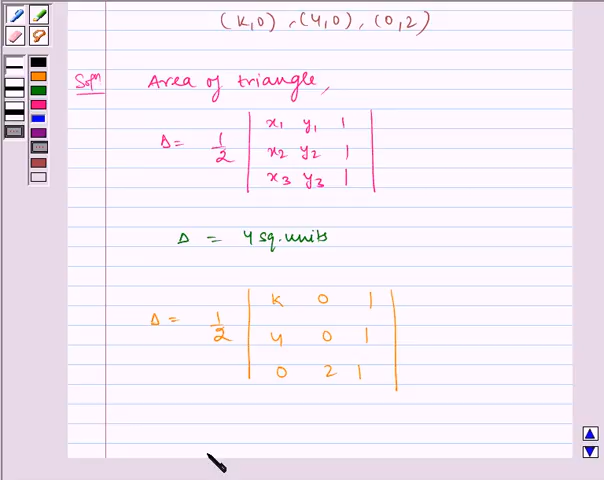 (K,0) , (4,0) , (0,2)
Solⁿ Area of triangle,
Δ = 1/2 | x₁ y₁ 1 |
| x₂ y₂ 1 |
| x₃ y₃ 1 |
Δ = 4 sq. units
Δ = 1/2 | K 0 1 |
| 4 0 1 |
| 0 2 1 |